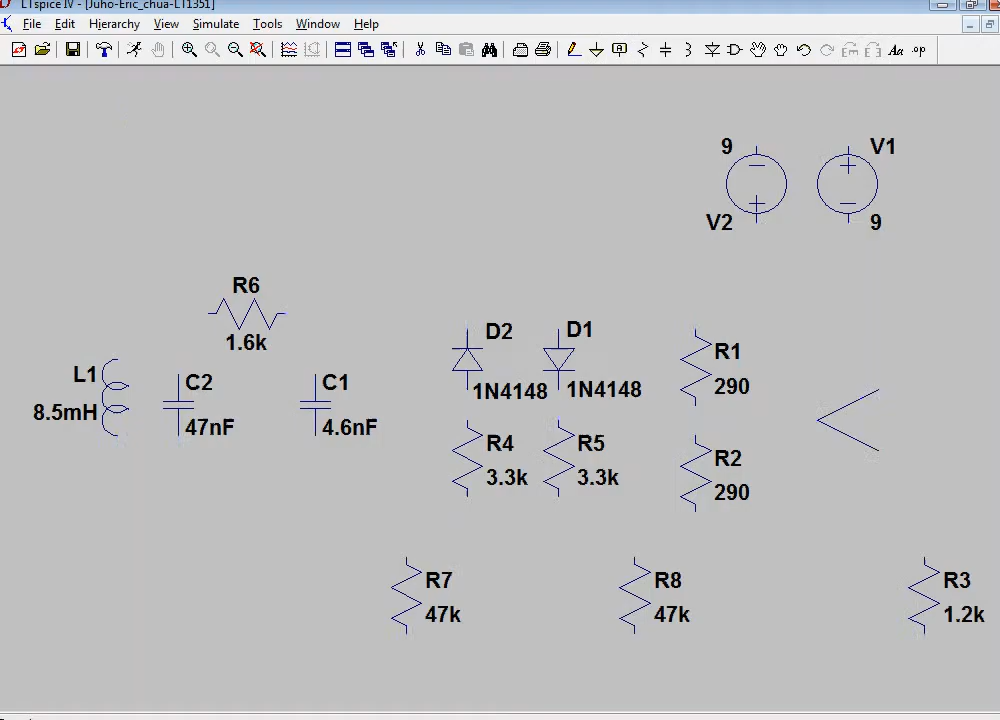 LTspice IV - [Juho-Eric_chua-LT1351]
File Edit Hierarchy View Simulate Tools Window Help
Aa .op
9 V1
V2 9
R6
1.6k
D2 D1
1N4148 1N4148
R1
290
L1
8.5mH
C2
47nF
C1
4.6nF
R4
3.3k
R5
3.3k
R2
290
R7
47k
R8
47k
R3
1.2k